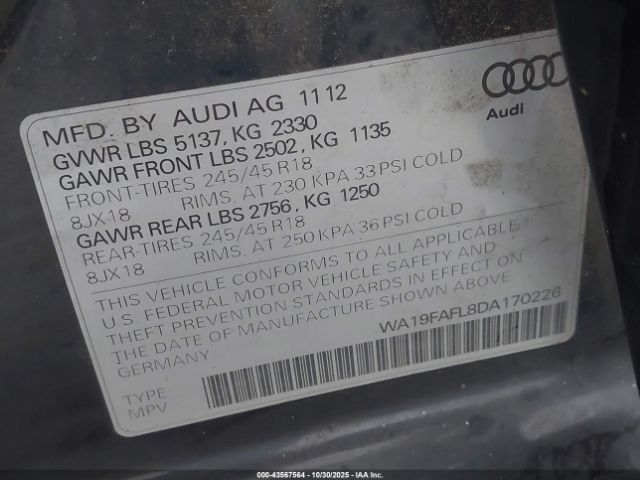 MFD. BY AUDI AG 11 12
Audi
GVWR LBS 5137, KG 2330
GAWR FRONT LBS 2502, KG 1135
FRONT-TIRES 245/45 R18
8JX18 RIMS. AT 230 KPA 33 PSI COLD
GAWR REAR LBS 2756, KG 1250
REAR-TIRES 245/45 R18
8JX18 RIMS. AT 250 KPA 36 PSI COLD
THIS VEHICLE CONFORMS TO ALL APPLICABLE
U.S. FEDERAL MOTOR VEHICLE SAFETY AND
THEFT PREVENTION STANDARDS IN EFFECT ON
THE DATE OF MANUFACTURE SHOWN ABOVE.
GERMANY
WA19FAFL8DA170226
TYPE
MPV
000-43567564 | 10/30/2025 | IAA Inc.